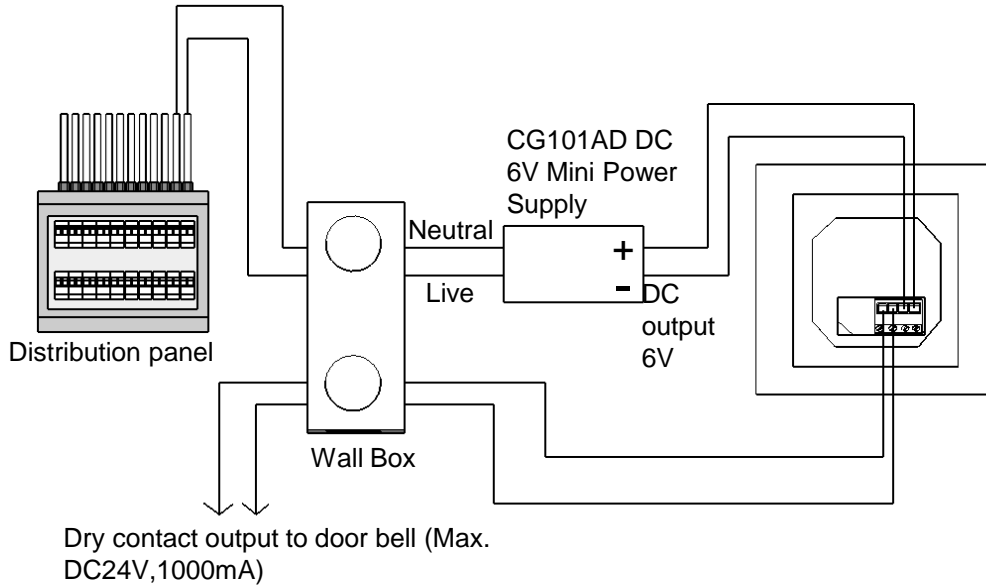 CG101AD DC
6V Mini Power
Supply
Neutral
+
Live
-
DC
output
6V
Distribution panel
Wall Box
Dry contact output to door bell (Max.
DC24V,1000mA)